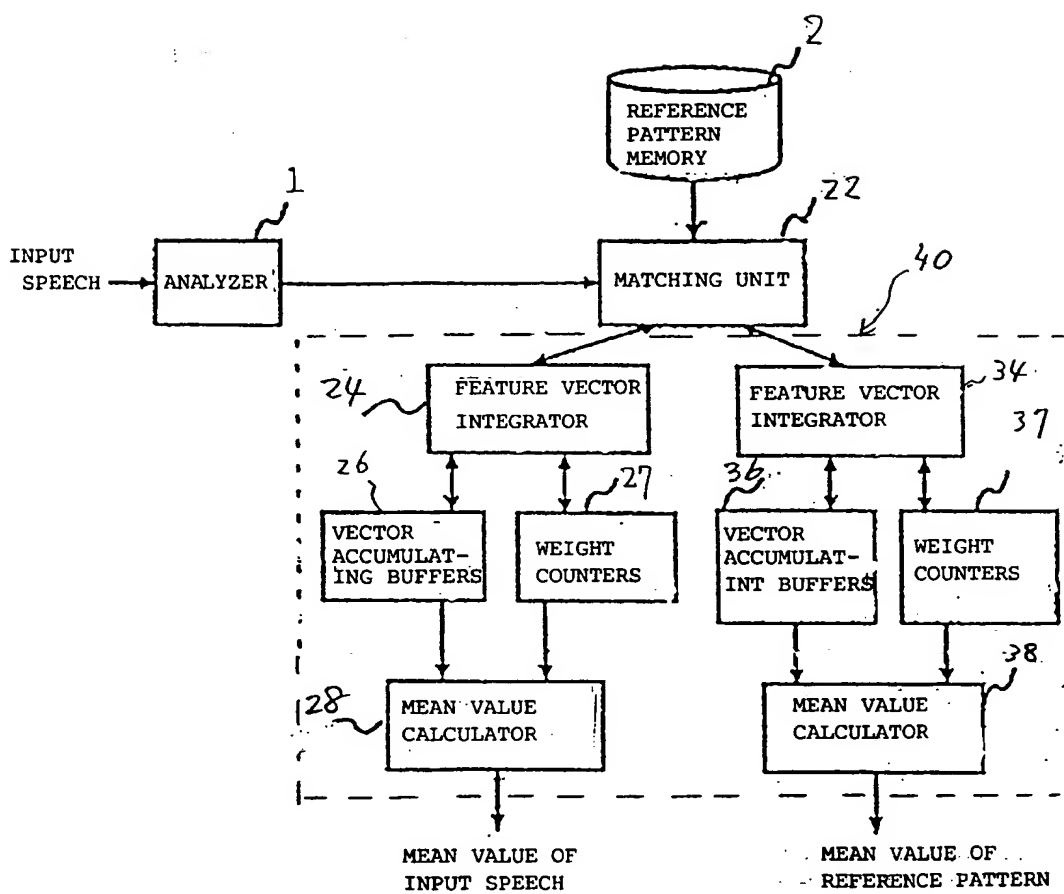 2
REFERENCE
PATTERN
MEMORY
1
22
INPUT
SPEECH
ANALYZER
MATCHING UNIT
40
24
FEATURE VECTOR
INTEGRATOR
34
FEATURE VECTOR
INTEGRATOR
37
26
27
36
VECTOR
ACCUMULAT-
ING BUFFERS
WEIGHT
COUNTERS
VECTOR
ACCUMULAT-
INT BUFFERS
WEIGHT
COUNTERS
28
MEAN VALUE
CALCULATOR
38
MEAN VALUE
CALCULATOR
MEAN VALUE OF
INPUT SPEECH
MEAN VALUE OF
REFERENCE PATTERN